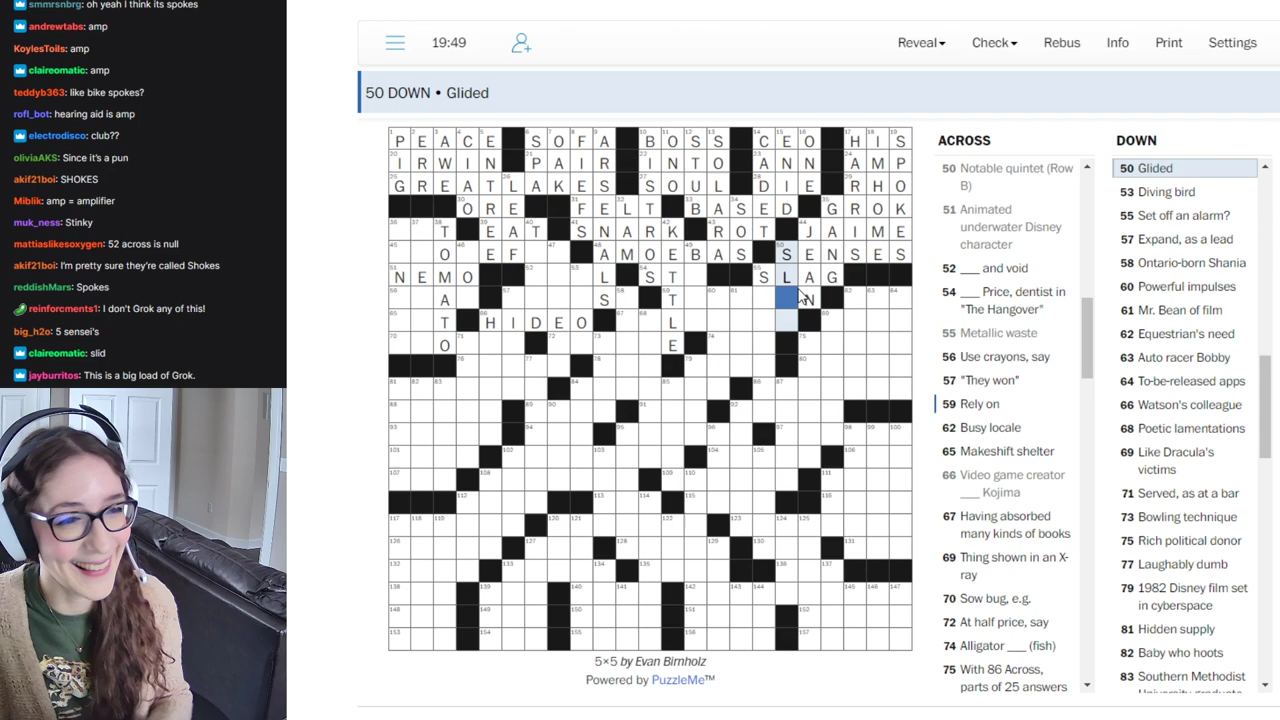 smmrsnbrg: oh yeah I think its spokes
andrewtabs: amp
KoylesToils: amp
claireomatic: amp
teddyb363: like bike spokes?
rofl_bot: hearing aid is amp
electrodisco: club??
oliviaAKS: Since it's a pun
akif21boi: SHOKES
Miblik: amp = amplifier
muk_ness: Stinky
mattiaslikesoxygen: 52 across is null
akif21boi: I'm pretty sure they're called Shokes
reddishMars: Spokes
reinforcments1: I don't Grok any of this!
big_h2o: 5 sensei's
claireomatic: slid
jayburritos: This is a big load of Grok.
19:49
Reveal Check Rebus Info Print Settings
50 DOWN • Glided
P E A C E S O F A B O S S C E O H I S
I R W I N P A I R I N T O A N N A M P
G R E A T L A K E S S O U L D I E R H O
O R E F E L T B A S E D G R O K
T E A T S N A R K R O T J A I M E
O E F A M O E B A S S E N S E S
N E M O L S T S L A G
A S T N
T H I D E O L
O E
5×5 by Evan Birnholz
Powered by PuzzleMe™
ACROSS
50 Notable quintet (Row B)
51 Animated underwater Disney character
52 ___ and void
54 ___ Price, dentist in "The Hangover"
55 Metallic waste
56 Use crayons, say
57 "They won"
59 Rely on
62 Busy locale
65 Makeshift shelter
66 Video game creator ___ Kojima
67 Having absorbed many kinds of books
69 Thing shown in an X-ray
70 Sow bug, e.g.
72 At half price, say
74 Alligator ___ (fish)
75 With 86 Across, parts of 25 answers
DOWN
50 Glided
53 Diving bird
55 Set off an alarm?
57 Expand, as a lead
58 Ontario-born Shania
60 Powerful impulses
61 Mr. Bean of film
62 Equestrian's need
63 Auto racer Bobby
64 To-be-released apps
66 Watson's colleague
68 Poetic lamentations
69 Like Dracula's victims
71 Served, as at a bar
73 Bowling technique
75 Rich political donor
77 Laughably dumb
79 1982 Disney film set in cyberspace
81 Hidden supply
82 Baby who hoots
83 Southern Methodist